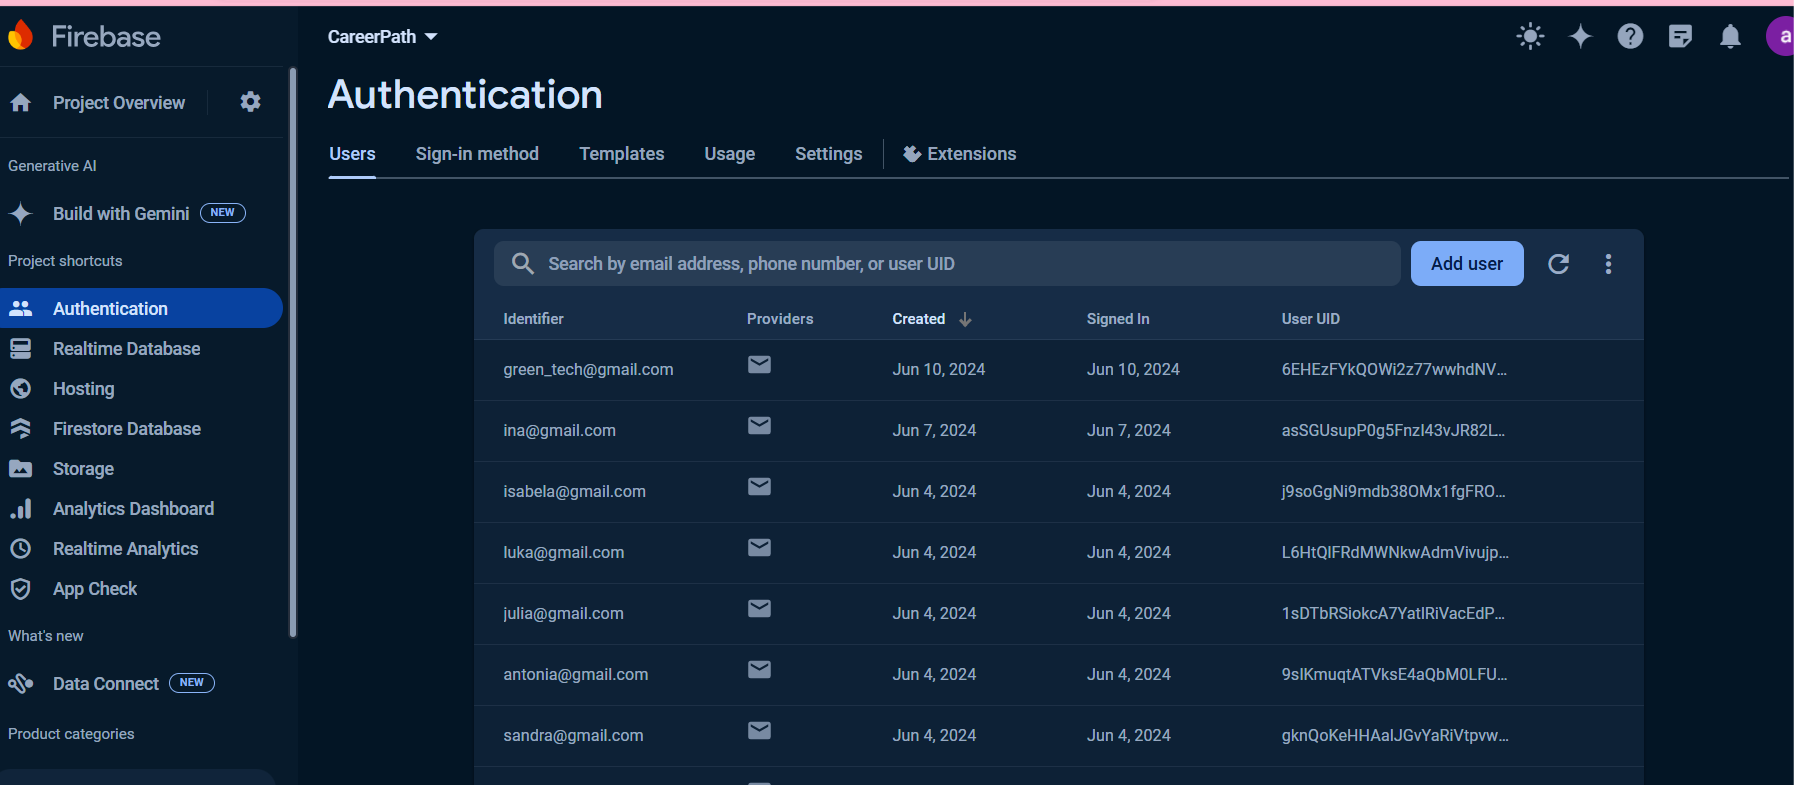 Firebase
CareerPath
a
Project Overview
Authentication
Generative AI
Build with Gemini NEW
Project shortcuts
Authentication
Realtime Database
Hosting
Firestore Database
Storage
Analytics Dashboard
Realtime Analytics
App Check
What's new
Data Connect NEW
Product categories
Users Sign-in method Templates Usage Settings Extensions
Search by email address, phone number, or user UID Add user
Identifier Providers Created Signed In User UID
green_tech@gmail.com Jun 10, 2024 Jun 10, 2024 6EHEzFYkQOWi2z77wwhdNV…
ina@gmail.com Jun 7, 2024 Jun 7, 2024 asSGUsupP0g5FnzI43vJR82L…
isabela@gmail.com Jun 4, 2024 Jun 4, 2024 j9soGgNi9mdb38OMx1fgFRO…
luka@gmail.com Jun 4, 2024 Jun 4, 2024 L6HtQIFRdMWNkwAdmVivujp…
julia@gmail.com Jun 4, 2024 Jun 4, 2024 1sDTbRSiokcA7YatlRiVacEdP…
antonia@gmail.com Jun 4, 2024 Jun 4, 2024 9slKmuqtATVksE4aQbM0LFU…
sandra@gmail.com Jun 4, 2024 Jun 4, 2024 gknQoKeHHAalJGvYaRiVtpvw…